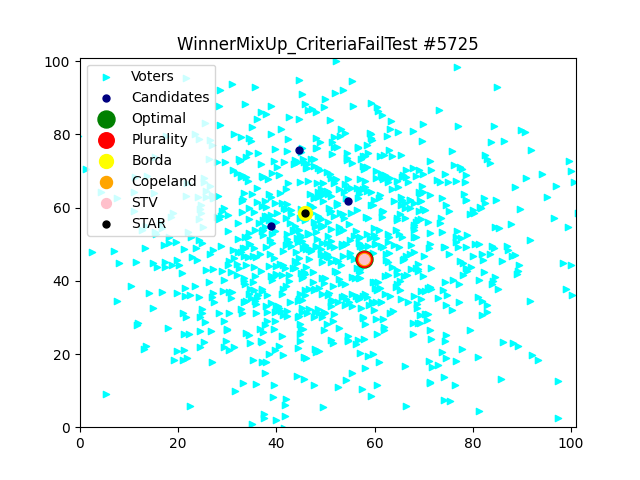 WinnerMixUp_CriteriaFailTest #5725
100
80
60
40
20
0
Voters
Candidates
Optimal
Plurality
Borda
Copeland
STV
STAR
0 20 40 60 80 100